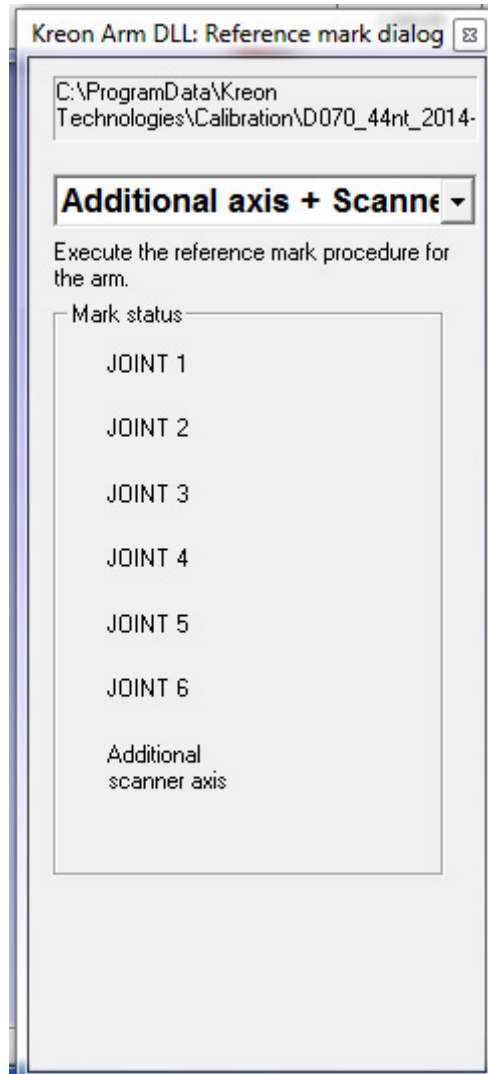 Kreon Arm DLL: Reference mark dialog
C:\ProgramData\Kreon
Technologies\Calibration\D070_44nt_2014-
Additional axis + Scanne
Execute the reference mark procedure for
the arm.
Mark status
JOINT 1
JOINT 2
JOINT 3
JOINT 4
JOINT 5
JOINT 6
Additional
scanner axis